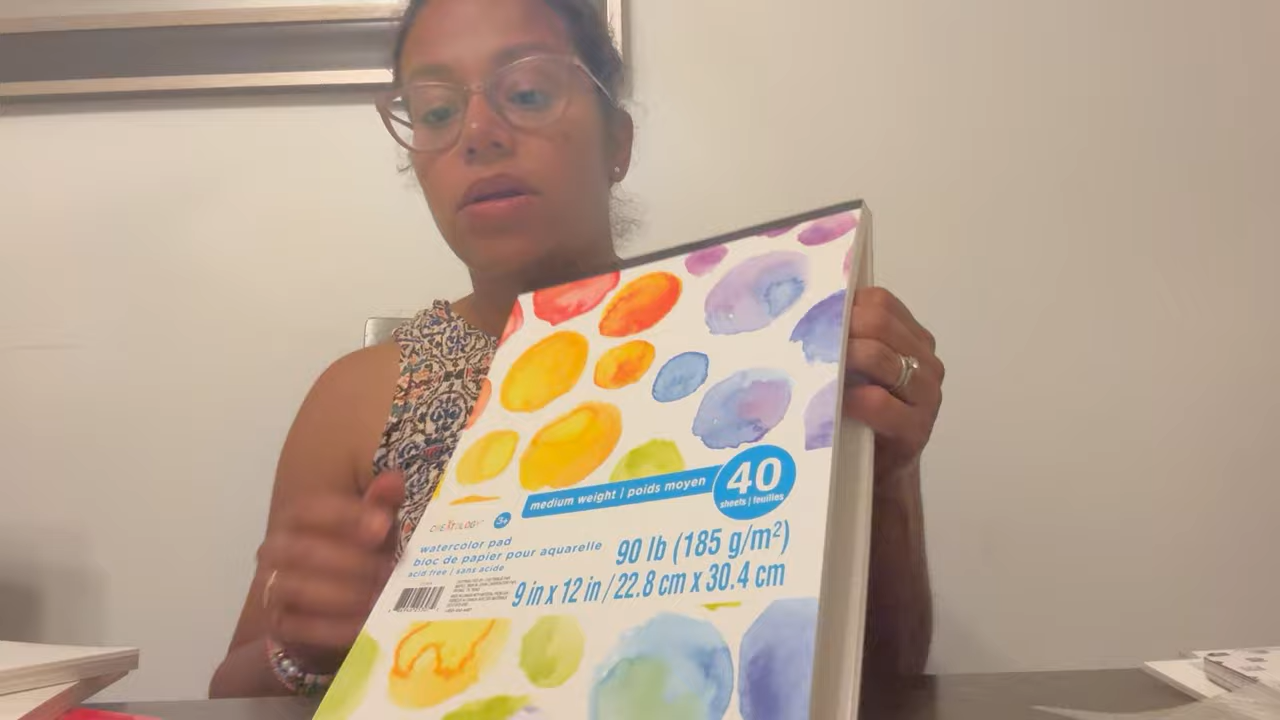 40
sheets | feuilles
medium weight | poids moyen
CREATOLOGY™
3+
watercolor pad
bloc de papier pour aquarelle
acid free | sans acide
90 lb (185 g/m²)
9 in x 12 in / 22.8 cm x 30.4 cm